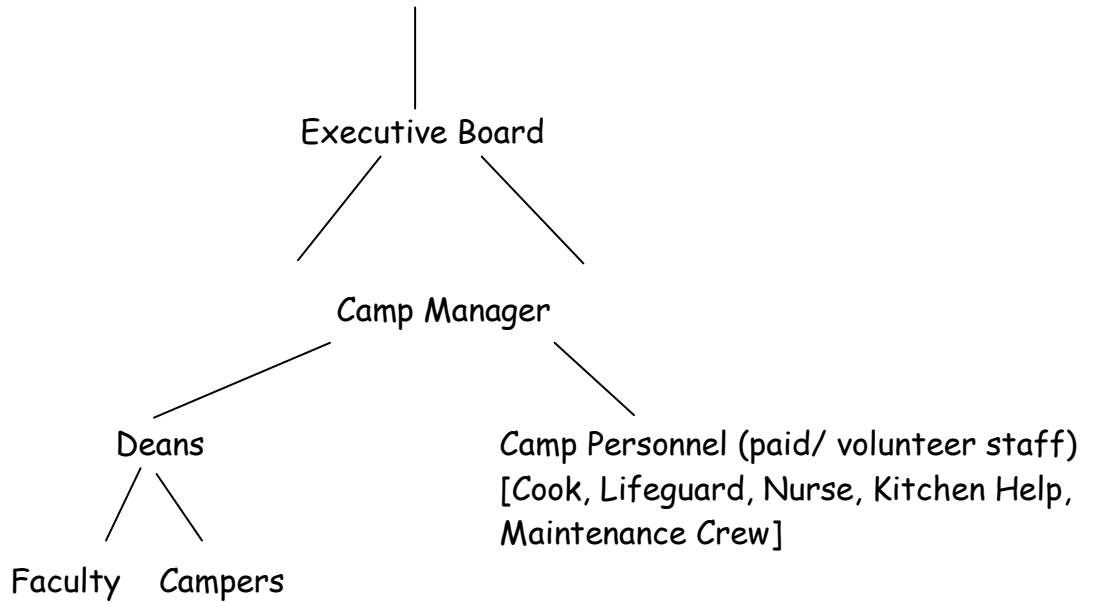 Executive Board
Camp Manager
Deans
Camp Personnel (paid/ volunteer staff)
[Cook, Lifeguard, Nurse, Kitchen Help,
Maintenance Crew]
Faculty Campers